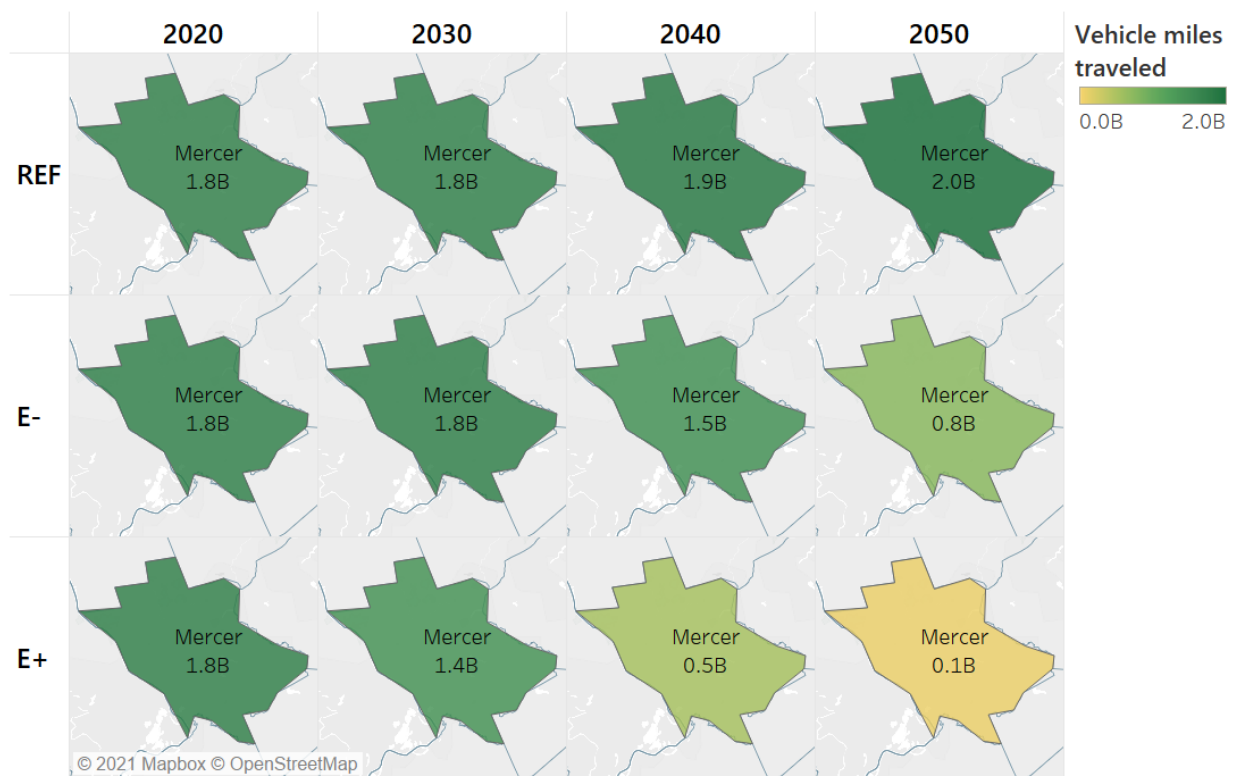 2020 2030 2040 2050
Vehicle miles
traveled
0.0B 2.0B
REF
Mercer
1.8B
Mercer
1.8B
Mercer
1.9B
Mercer
2.0B
E-
Mercer
1.8B
Mercer
1.8B
Mercer
1.5B
Mercer
0.8B
E+
Mercer
1.8B
Mercer
1.4B
Mercer
0.5B
Mercer
0.1B
© 2021 Mapbox © OpenStreetMap